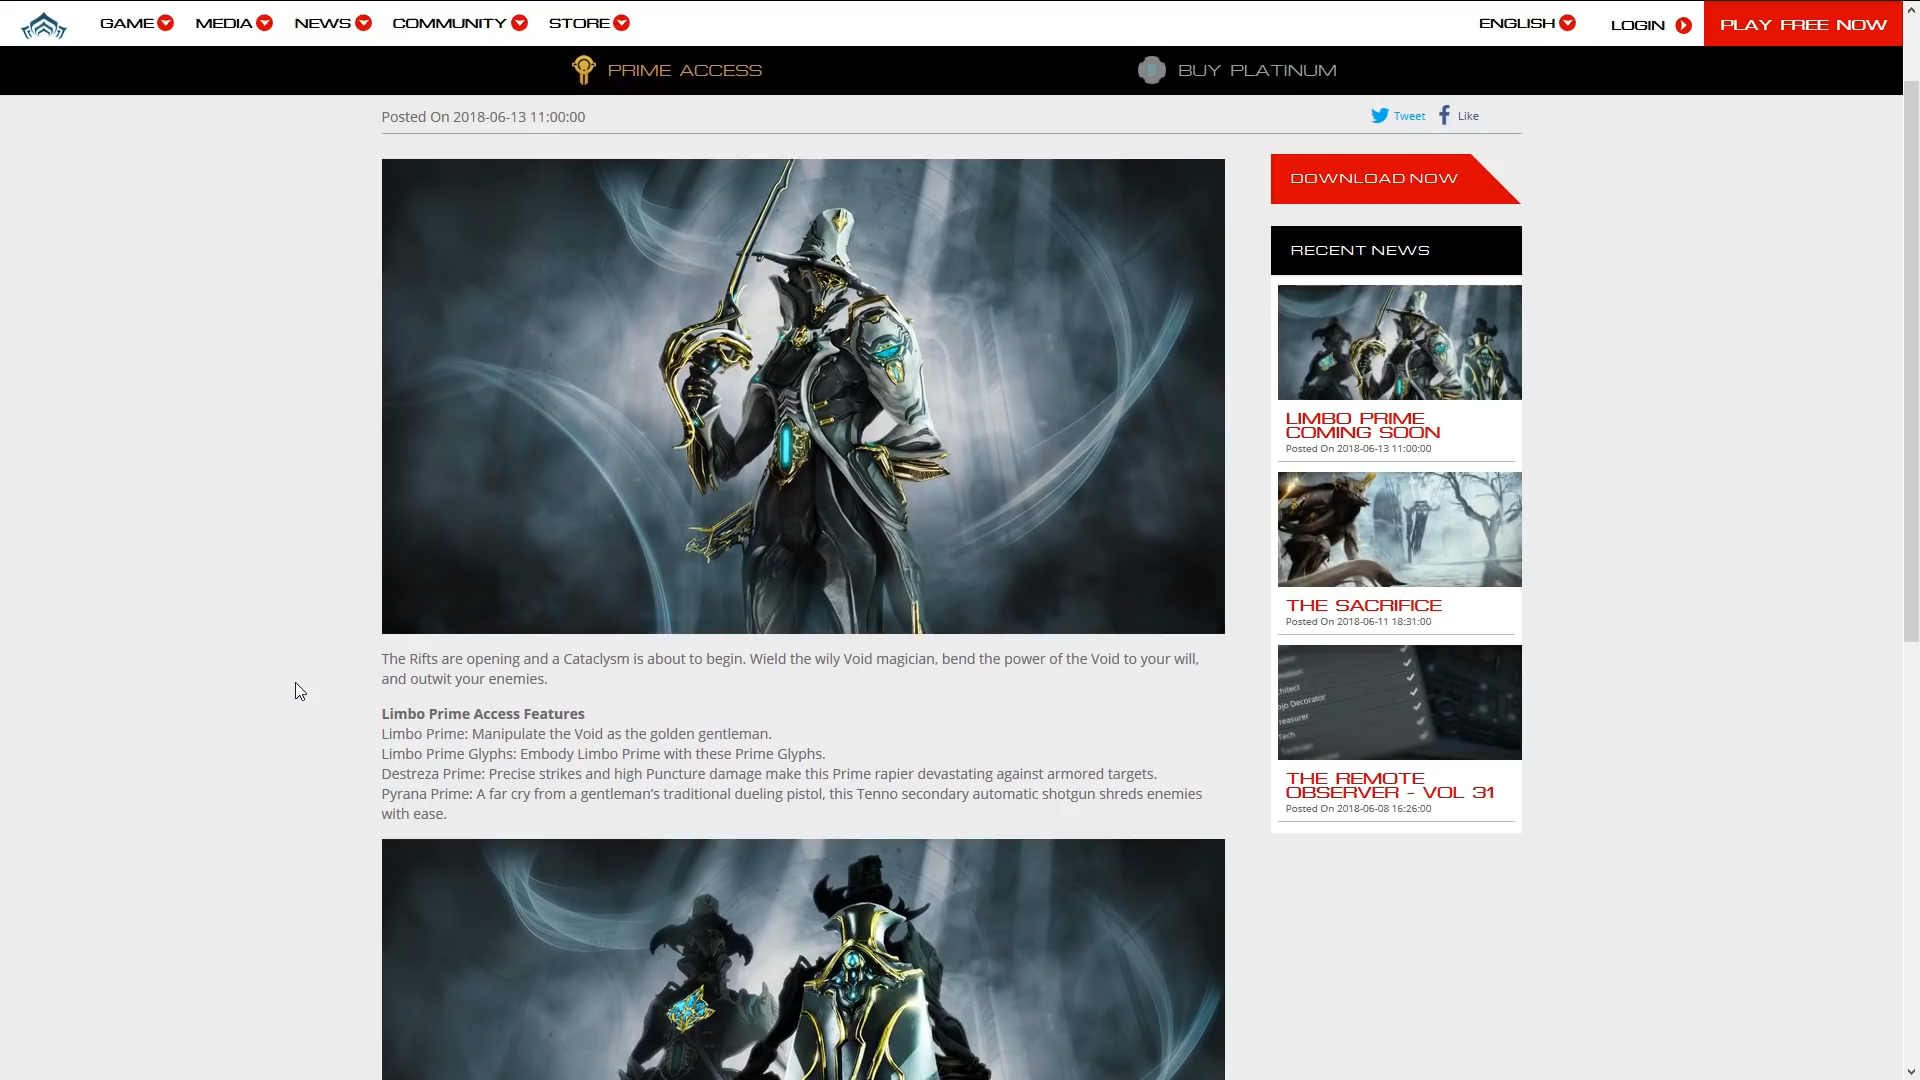 GAME MEDIA NEWS COMMUNITY STORE ENGLISH LOGIN PLAY FREE NOW
PRIME ACCESS BUY PLATINUM
Posted On 2018-06-13 11:00:00 Tweet Like
DOWNLOAD NOW
RECENT NEWS
LIMBO PRIME
COMING SOON
Posted On 2018-06-13 11:00:00
THE SACRIFICE
Posted On 2018-06-11 18:31:00
The Rifts are opening and a Cataclysm is about to begin. Wield the wily Void magician, bend the power of the Void to your will,
and outwit your enemies.
Limbo Prime Access Features
Limbo Prime: Manipulate the Void as the golden gentleman.
Limbo Prime Glyphs: Embody Limbo Prime with these Prime Glyphs.
Destreza Prime: Precise strikes and high Puncture damage make this Prime rapier devastating against armored targets.
Pyrana Prime: A far cry from a gentleman’s traditional dueling pistol, this Tenno secondary automatic shotgun shreds enemies
with ease.
chitect
ojo Decorator
reasurer
Tech
THE REMOTE
OBSERVER - VOL 31
Posted On 2018-06-08 16:26:00